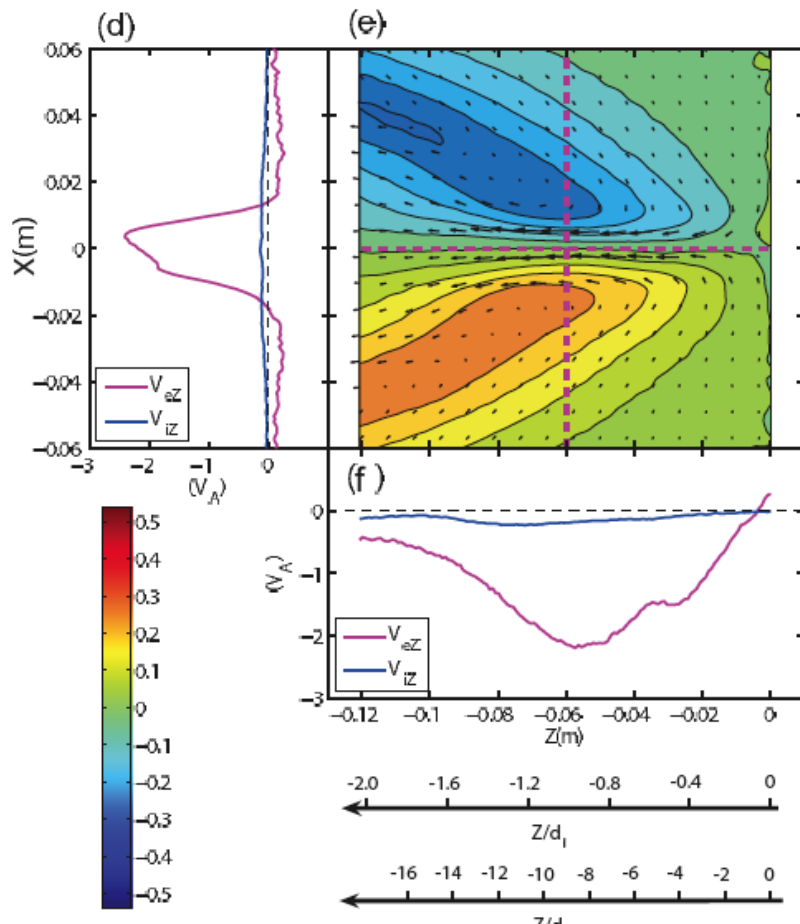 (d)
(e)
0.06
0.04
0.02
0
−0.02
−0.04
−0.06
X(m)
V_eZ
V_iZ
−3 −2 −1 0
(V_A)
0.5
0.4
0.3
0.2
0.1
0
-0.1
-0.2
-0.3
-0.4
-0.5
(f)
0
−1
−2
−3
(V_A)
V_eZ
V_iZ
−0.12 −0.1 −0.08 −0.06 −0.04 −0.02 0
Z(m)
-2.0 -1.6 -1.2 -0.8 -0.4 0
Z/d_i
-16 -14 -12 -10 -8 -6 -4 -2 0